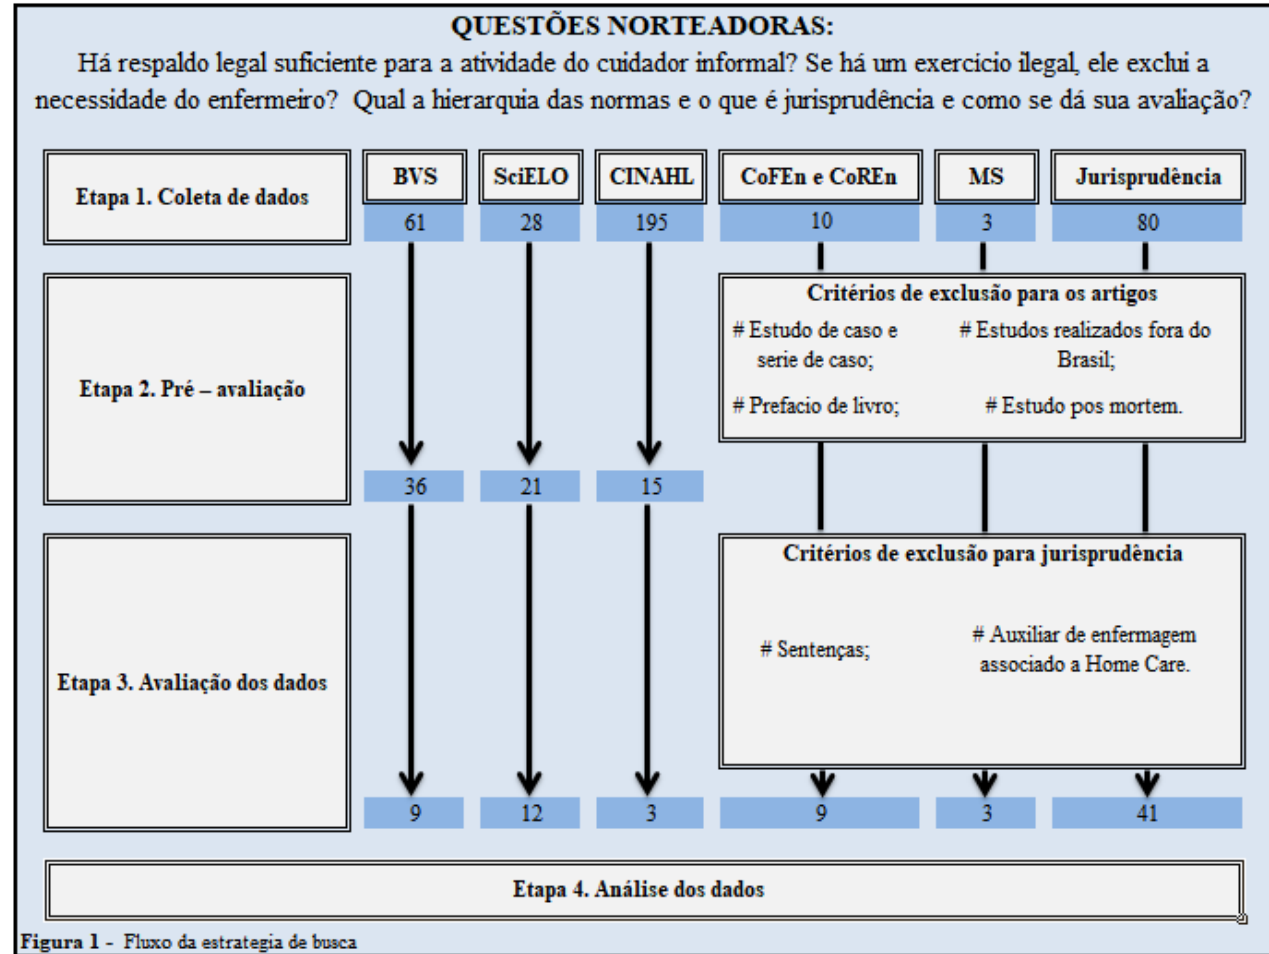 QUESTÕES NORTEADORAS:
Há respaldo legal suficiente para a atividade do cuidador informal? Se há um exercicio ilegal, ele exclui a
necessidade do enfermeiro? Qual a hierarquia das normas e o que é jurisprudência e como se dá sua avaliação?
Etapa 1. Coleta de dados
BVS
SciELO
CINAHL
CoFEn e CoREn
MS
Jurisprudência
61
28
195
10
3
80
Etapa 2. Pré – avaliação
Critérios de exclusão para os artigos
# Estudo de caso e
serie de caso;
# Estudos realizados fora do
Brasil;
# Prefacio de livro;
# Estudo pos mortem.
36
21
15
Etapa 3. Avaliação dos dados
Critérios de exclusão para jurisprudência
# Sentenças;
# Auxiliar de enfermagem
associado a Home Care.
9
12
3
9
3
41
Etapa 4. Análise dos dados
Figura 1 - Fluxo da estrategia de busca